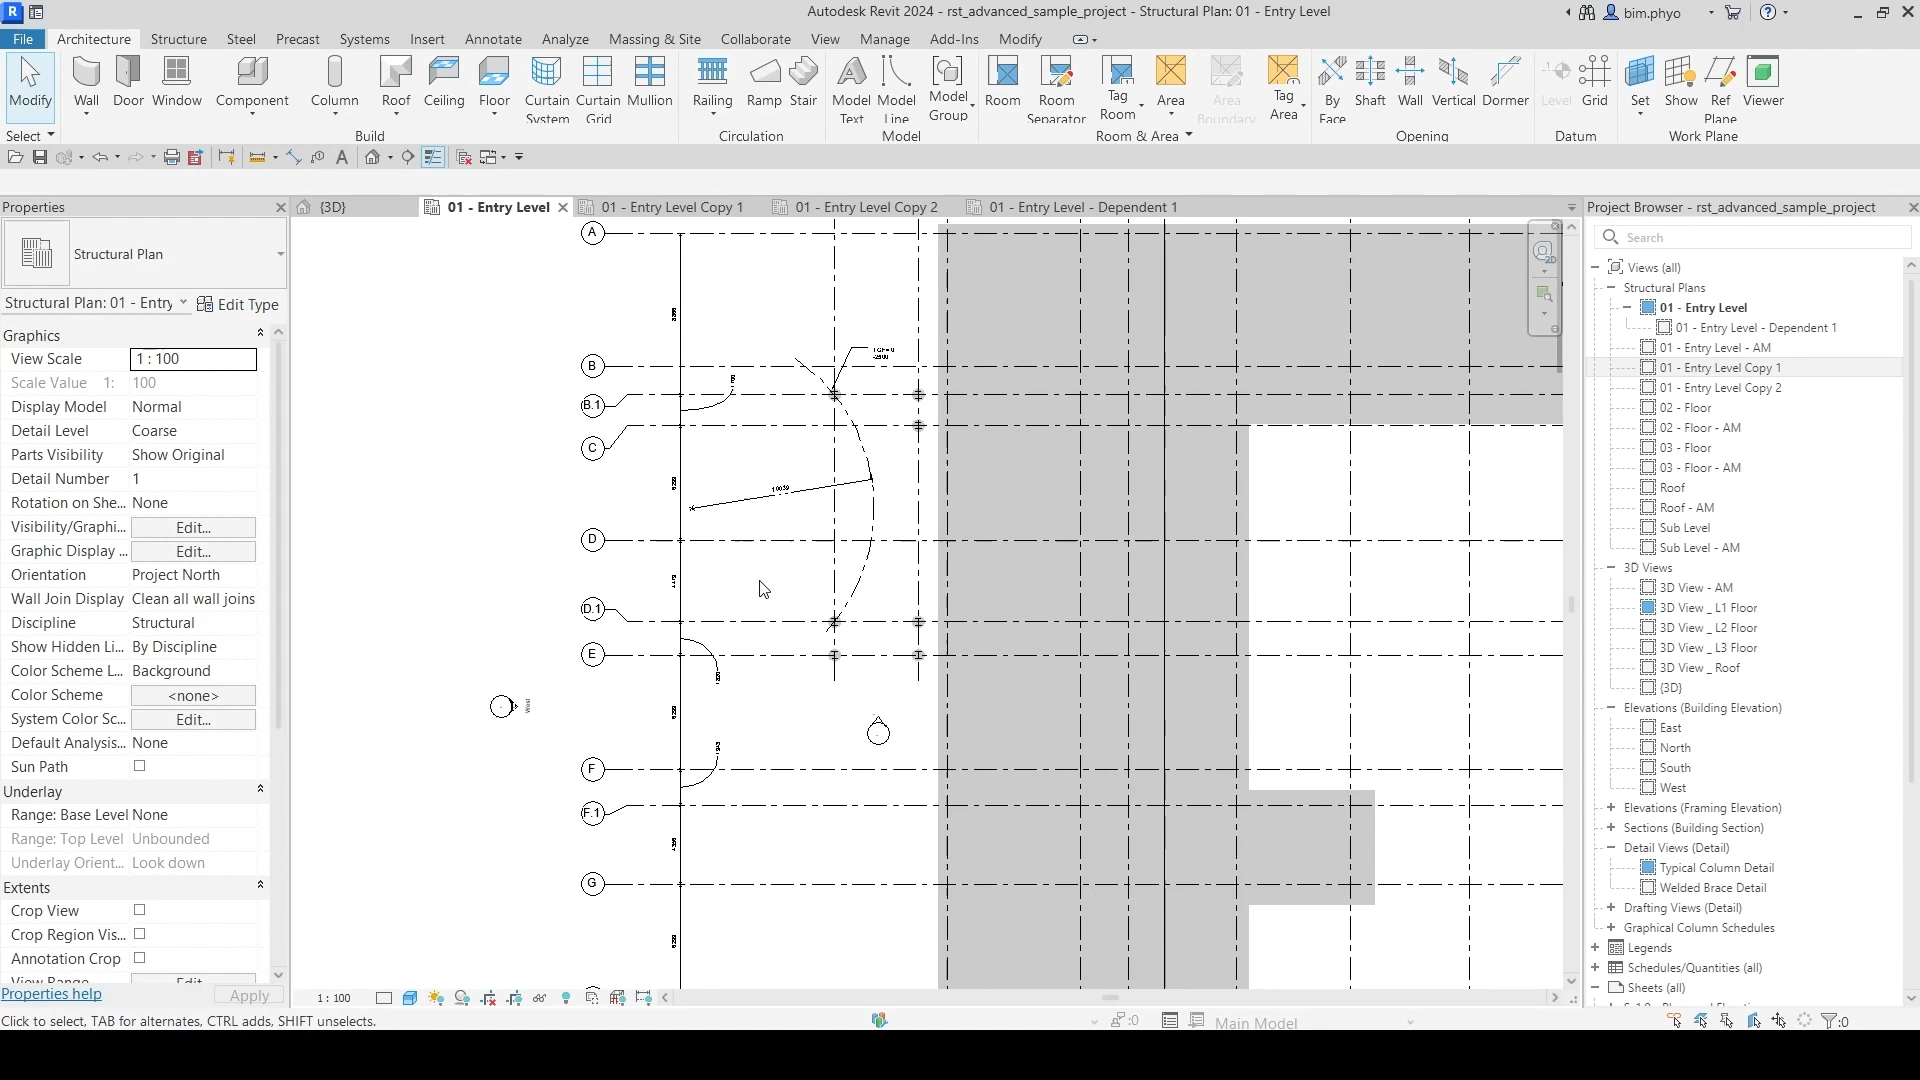 Autodesk Revit 2024 - rst_advanced_sample_project - Structural Plan: 01 - Entry Level
bim.phyo
File Architecture Structure Steel Precast Systems Insert Annotate Analyze Massing & Site Collaborate View Manage Add-Ins Modify
Modify Wall Door Window Component Column Roof Ceiling Floor Curtain System Curtain Grid Mullion Railing Ramp Stair Model Text Model Line Model Group Room Room Separator Tag Room Area Area Boundary Tag Area By Face Shaft Wall Vertical Dormer Level Grid Set Show Ref Plane Viewer
Select Build Circulation Model Room & Area Opening Datum Work Plane
Properties
{3D}
01 - Entry Level
01 - Entry Level Copy 1
01 - Entry Level Copy 2
01 - Entry Level - Dependent 1
Structural Plan
Structural Plan: 01 - Entry
Edit Type
Graphics
View Scale 1 : 100
Scale Value 1: 100
Display Model Normal
Detail Level Coarse
Parts Visibility Show Original
Detail Number 1
Rotation on She... None
Visibility/Graphi... Edit...
Graphic Display ... Edit...
Orientation Project North
Wall Join Display Clean all wall joins
Discipline Structural
Show Hidden Li... By Discipline
Color Scheme L... Background
Color Scheme <none>
System Color Sc... Edit...
Default Analysis... None
Sun Path
Underlay
Range: Base Level None
Range: Top Level Unbounded
Underlay Orient... Look down
Extents
Crop View
Crop Region Vis...
Annotation Crop
View Range Edit
Properties help
Apply
A
B
B.1
C
D
D.1
E
F
F.1
G
10039
West
Project Browser - rst_advanced_sample_project
Search
Views (all)
Structural Plans
01 - Entry Level
01 - Entry Level - Dependent 1
01 - Entry Level - AM
01 - Entry Level Copy 1
01 - Entry Level Copy 2
02 - Floor
02 - Floor - AM
03 - Floor
03 - Floor - AM
Roof
Roof - AM
Sub Level
Sub Level - AM
3D Views
3D View - AM
3D View _ L1 Floor
3D View _ L2 Floor
3D View _ L3 Floor
3D View _ Roof
{3D}
Elevations (Building Elevation)
East
North
South
West
Elevations (Framing Elevation)
Sections (Building Section)
Detail Views (Detail)
Typical Column Detail
Welded Brace Detail
Drafting Views (Detail)
Graphical Column Schedules
Legends
Schedules/Quantities (all)
Sheets (all)
1 : 100
Click to select, TAB for alternates, CTRL adds, SHIFT unselects.
:0
Main Model
:0